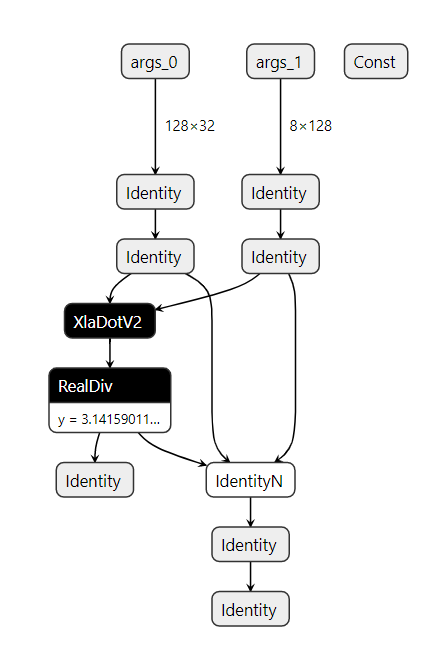 args_0 args_1 Const
128×32 8×128
Identity Identity
Identity Identity
XlaDotV2
RealDiv
y = 3.14159011...
Identity IdentityN
Identity
Identity